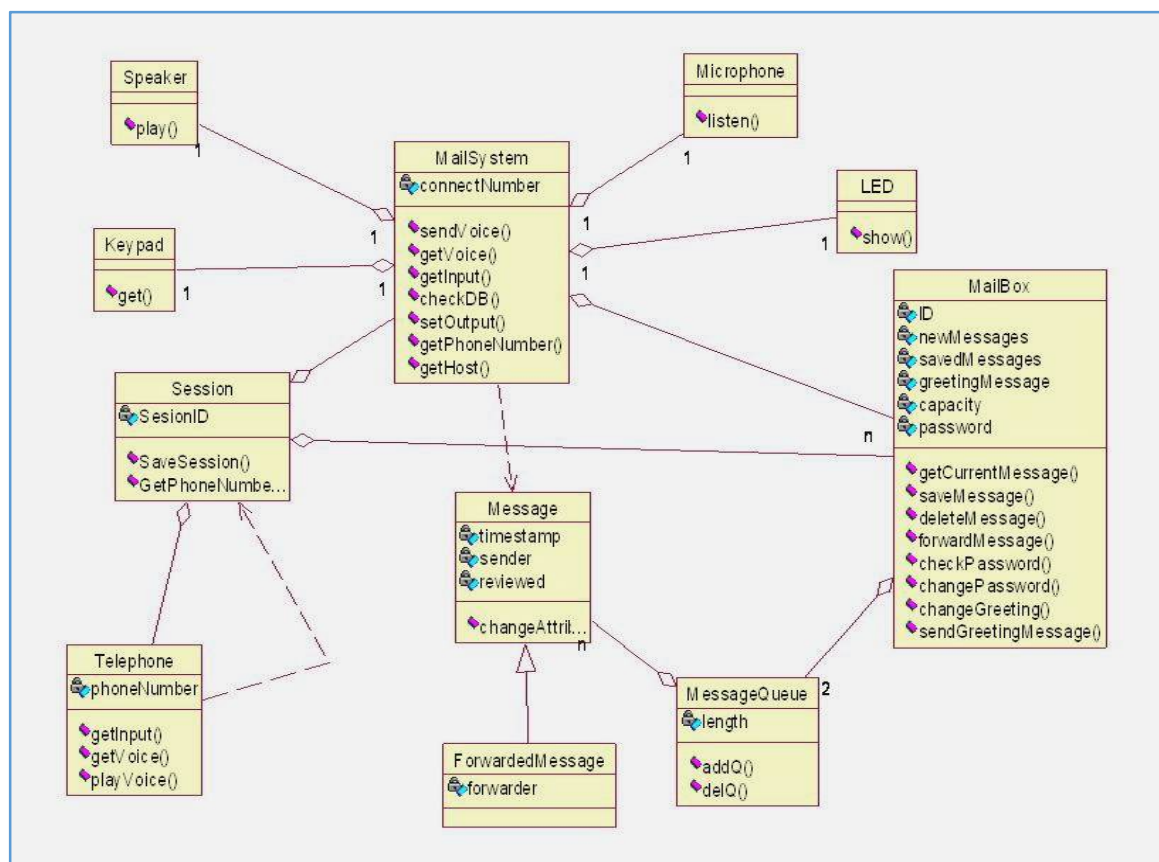 Speaker
play()
1
Microphone
listen()
1
MailSystem
connectNumber
sendVoice()
getVoice()
getInput()
checkDB()
setOutput()
getPhoneNumber()
getHost()
1
1
1
1
LED
show()
1
Keypad
get()
1
MailBox
ID
newMessages
savedMessages
greetingMessage
capacity
password
getCurrentMessage()
saveMessage()
deleteMessage()
forwardMessage()
checkPassword()
changePassword()
changeGreeting()
sendGreetingMessage()
n
Session
SesionID
SaveSession()
GetPhoneNumbe...
Message
timestamp
sender
reviewed
changeAttri...
n
Telephone
phoneNumber
getInput()
getVoice()
playVoice()
ForwardedMessage
forwarder
MessageQueue
length
addQ()
delQ()
2